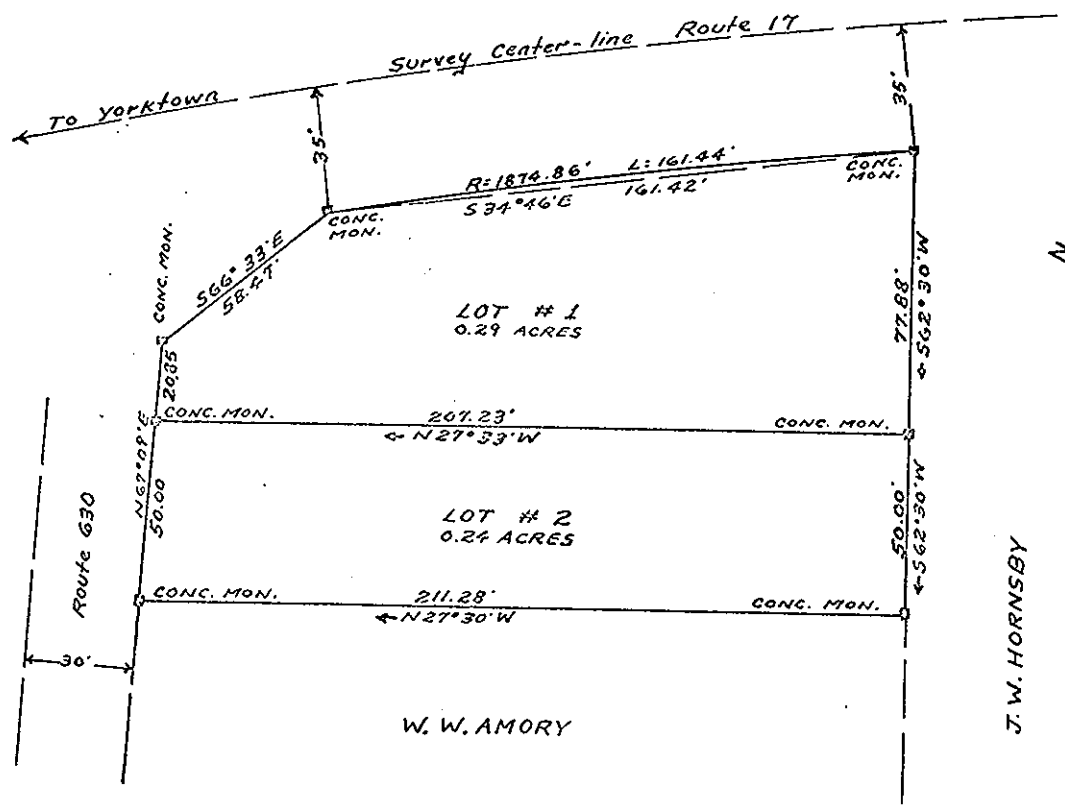 Survey Center-line Route 17
TO Yorktown
35'
35'
R=1874.86' L=161.44'
S34°46'E 161.42'
CONC. MON.
CONC. MON.
CONC. MON.
S66°33'E
58.47'
LOT # 1
0.29 ACRES
77.88'
S62°30'W
N
20.85
CONC. MON.
207.23'
CONC. MON.
N27°33'W
N67°09'E
50.00
LOT # 2
0.24 ACRES
50.00'
S62°30'W
Route 630
CONC. MON.
211.28'
CONC. MON.
N27°30'W
30'
W. W. AMORY
J. W. HORNSBY